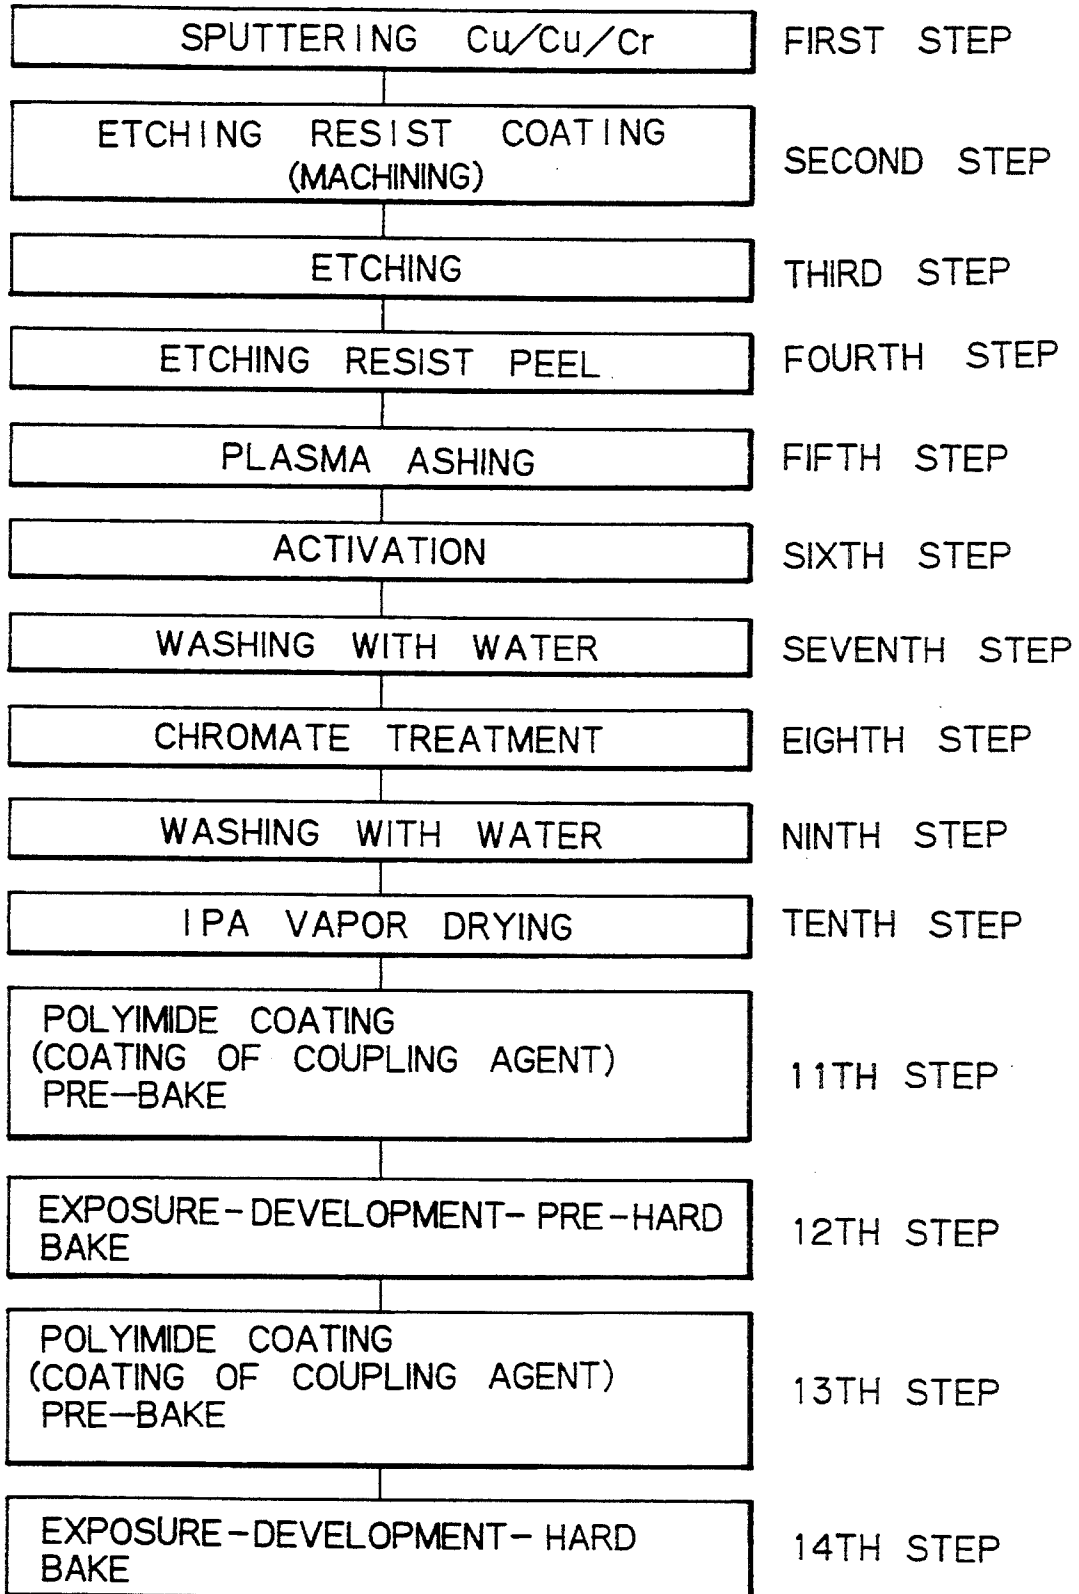 SPUTTERING Cu/Cu/Cr FIRST STEP
ETCHING RESIST COATING
(MACHINING)
SECOND STEP
ETCHING THIRD STEP
ETCHING RESIST PEEL FOURTH STEP
PLASMA ASHING FIFTH STEP
ACTIVATION SIXTH STEP
WASHING WITH WATER SEVENTH STEP
CHROMATE TREATMENT EIGHTH STEP
WASHING WITH WATER NINTH STEP
IPA VAPOR DRYING TENTH STEP
POLYIMIDE COATING
(COATING OF COUPLING AGENT)
PRE-BAKE
11TH STEP
EXPOSURE-DEVELOPMENT-PRE-HARD
BAKE
12TH STEP
POLYIMIDE COATING
(COATING OF COUPLING AGENT)
PRE-BAKE
13TH STEP
EXPOSURE-DEVELOPMENT-HARD
BAKE
14TH STEP